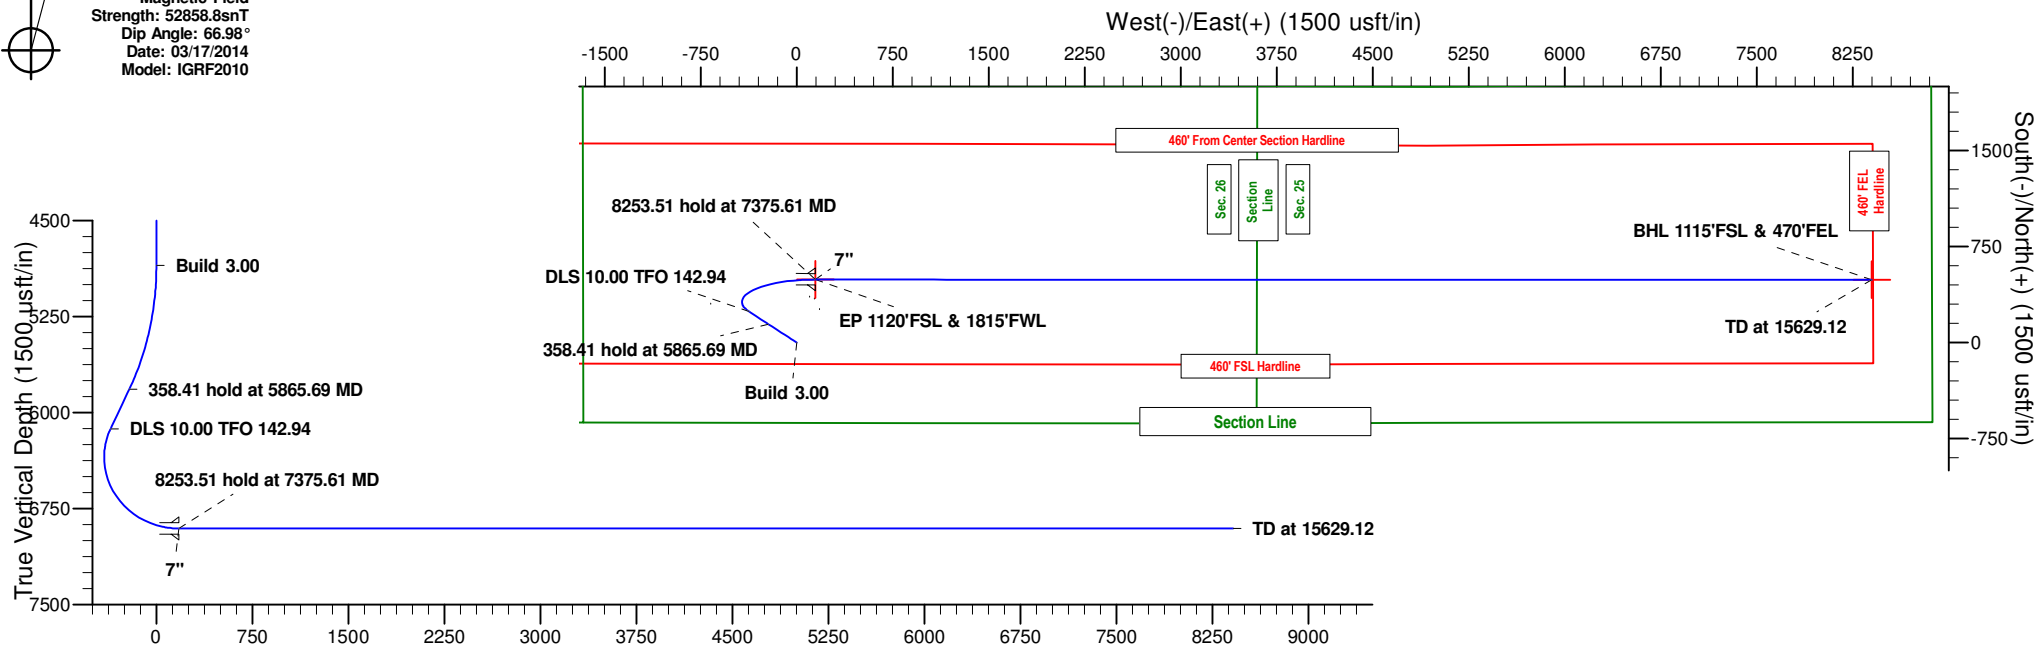 Strength: 52858.8snT
Dip Angle: 66.98°
Date: 03/17/2014
Model: IGRF2010
West(-)/East(+) (1500 usft/in)
-1500 -750 0 750 1500 2250 3000 3750 4500 5250 6000 6750 7500 8250
460' From Center Section Hardline
Sec. 26
Section Line
Sec. 25
460' FEL Hardline
8253.51 hold at 7375.61 MD
7"
DLS 10.00 TFO 142.94
EP 1120'FSL & 1815'FWL
358.41 hold at 5865.69 MD
Build 3.00
BHL 1115'FSL & 470'FEL
TD at 15629.12
460' FSL Hardline
Section Line
1500
750
0
-750
South(-)/North(+) (1500 usft/in)
True Vertical Depth (1500 usft/in)
4500
5250
6000
6750
7500
Build 3.00
358.41 hold at 5865.69 MD
DLS 10.00 TFO 142.94
8253.51 hold at 7375.61 MD
7"
TD at 15629.12
0 750 1500 2250 3000 3750 4500 5250 6000 6750 7500 8250 9000